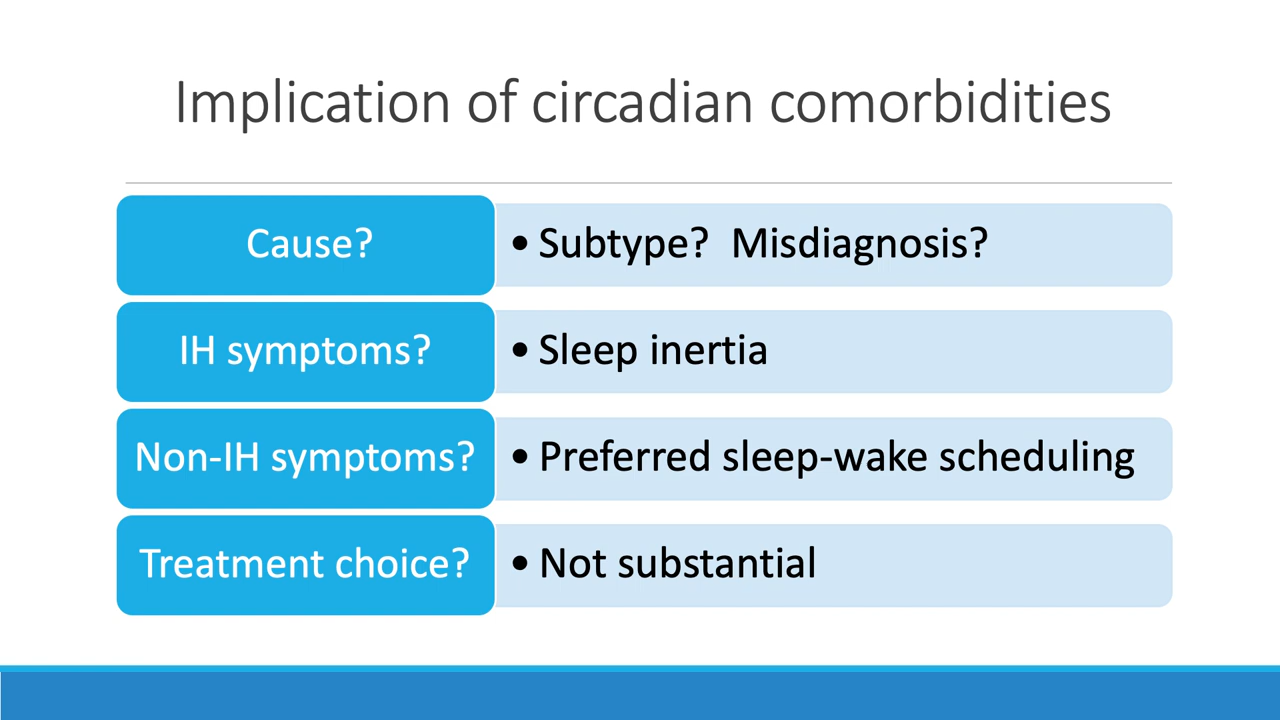 Implication of circadian comorbidities
Cause?
• Subtype?  Misdiagnosis?
IH symptoms?
• Sleep inertia
Non-IH symptoms?
• Preferred sleep-wake scheduling
Treatment choice?
• Not substantial